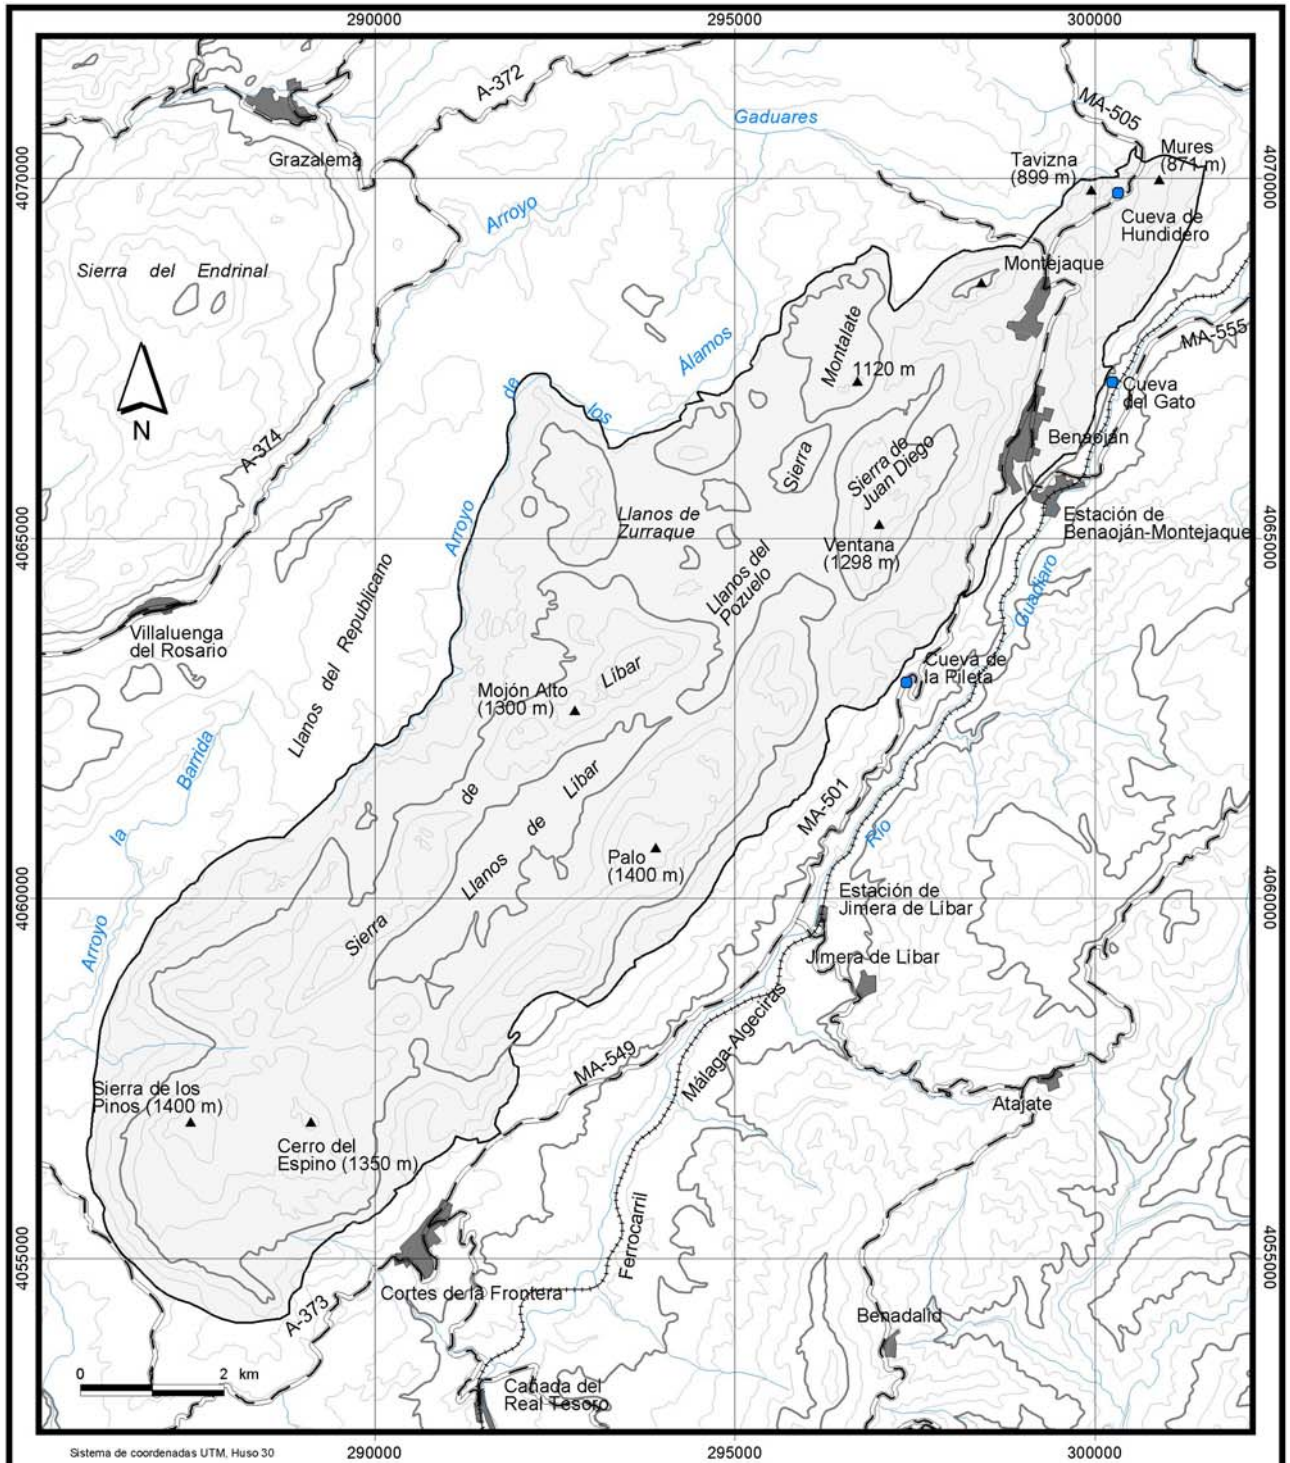 290000
295000
300000
A-372
MA-505
Gaduares
Grazalema
Mures
(871 m)
Tavizna
(899 m)
4070000
4070000
Arroyo
Cueva de
Hundidero
Sierra del Endrinal
Montejaque
MA-555
Álamos
Montalate
1120 m
Cueva
del Gato
de
los
N
A-374
Benaoján
Sierra
Sierra de
Juan Diego
Llanos de
Zurraque
Arroyo
Estación de
Benaoján-Montejaque
4065000
4065000
Ventana
(1298 m)
Llanos del
Pozuelo
Guadiaro
Villaluenga
del Rosario
Llanos del Republicano
Líbar
Cueva de
la Pileta
Mojón Alto
(1300 m)
Barrida
Líbar
de
MA-501
la
de
Río
Palo
(1400 m)
Llanos
Estación de
Jimera de Líbar
4060000
4060000
Arroyo
Sierra
Jimera de Líbar
Málaga-Algeciras
MA-549
Sierra de los
Pinos (1400 m)
Atajate
Cerro del
Espino (1350 m)
Ferrocarril
4055000
4055000
Cortes de la Frontera
A-373
Benadalid
0 2 km
Cañada del
Real Tesoro
Sistema de coordenadas UTM, Huso 30
290000
295000
300000